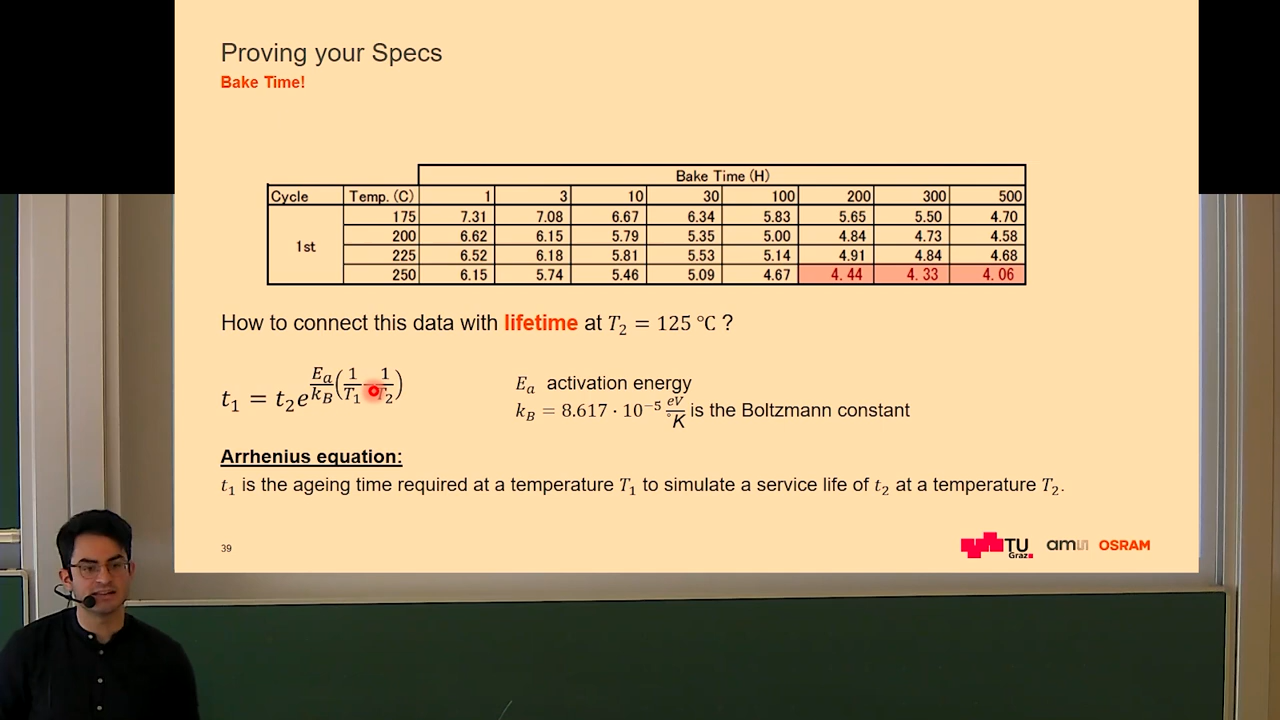 Proving your Specs
Bake Time!
Bake Time (H)
Cycle Temp. (C) 1 3 10 30 100 200 300 500
1st
175 7.31 7.08 6.67 6.34 5.83 5.65 5.50 4.70
200 6.62 6.15 5.79 5.35 5.00 4.84 4.73 4.58
225 6.52 6.18 5.81 5.53 5.14 4.91 4.84 4.68
250 6.15 5.74 5.46 5.09 4.67 4.44 4.33 4.06
How to connect this data with lifetime at T₂ = 125 °C ?
t₁ = t₂e^(Eₐ/k_B(1/T₁ − 1/T₂))
Eₐ activation energy
k_B = 8.617 · 10⁻⁵ eV/°K is the Boltzmann constant
Arrhenius equation:
t₁ is the ageing time required at a temperature T₁ to simulate a service life of t₂ at a temperature T₂.
39
TU Graz
am OSRAM